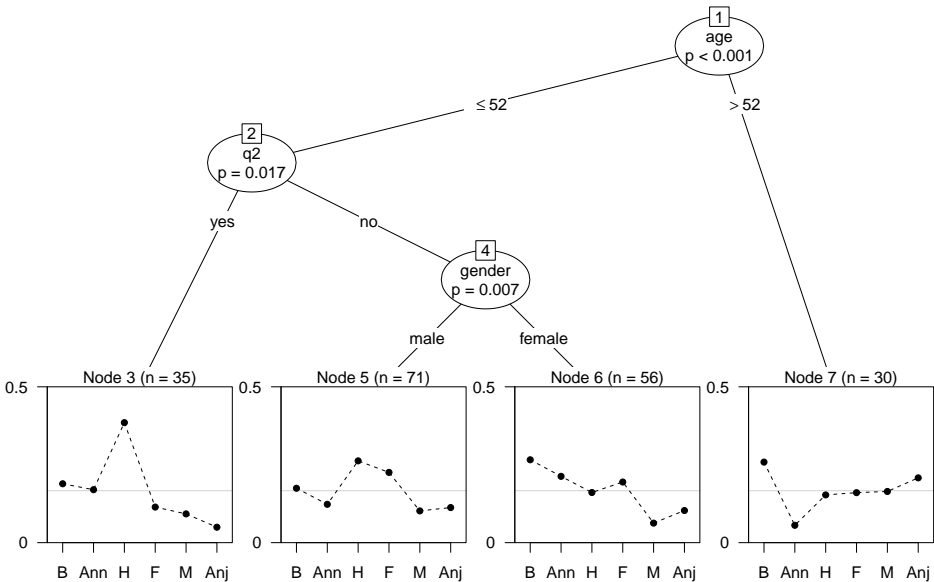 1
age
p < 0.001
≤ 52
> 52
2
q2
p = 0.017
yes
no
4
gender
p = 0.007
male
female
Node 3 (n = 35)
0
0.5
B Ann H F M Anj
Node 5 (n = 71)
0
0.5
B Ann H F M Anj
Node 6 (n = 56)
0
0.5
B Ann H F M Anj
Node 7 (n = 30)
0
0.5
B Ann H F M Anj